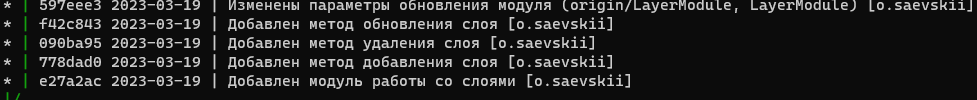 * | 597eee3 2023-03-19 | Изменены параметры обновления модуля (origin/LayerModule, LayerModule) [o.saevskii]
* | f42c843 2023-03-19 | Добавлен метод обновления слоя [o.saevskii]
* | 090ba95 2023-03-19 | Добавлен метод удаления слоя [o.saevskii]
* | 778dad0 2023-03-19 | Добавлен метод добавления слоя [o.saevskii]
* | e27a2ac 2023-03-19 | Добавлен модуль работы со слоями [o.saevskii]
|/